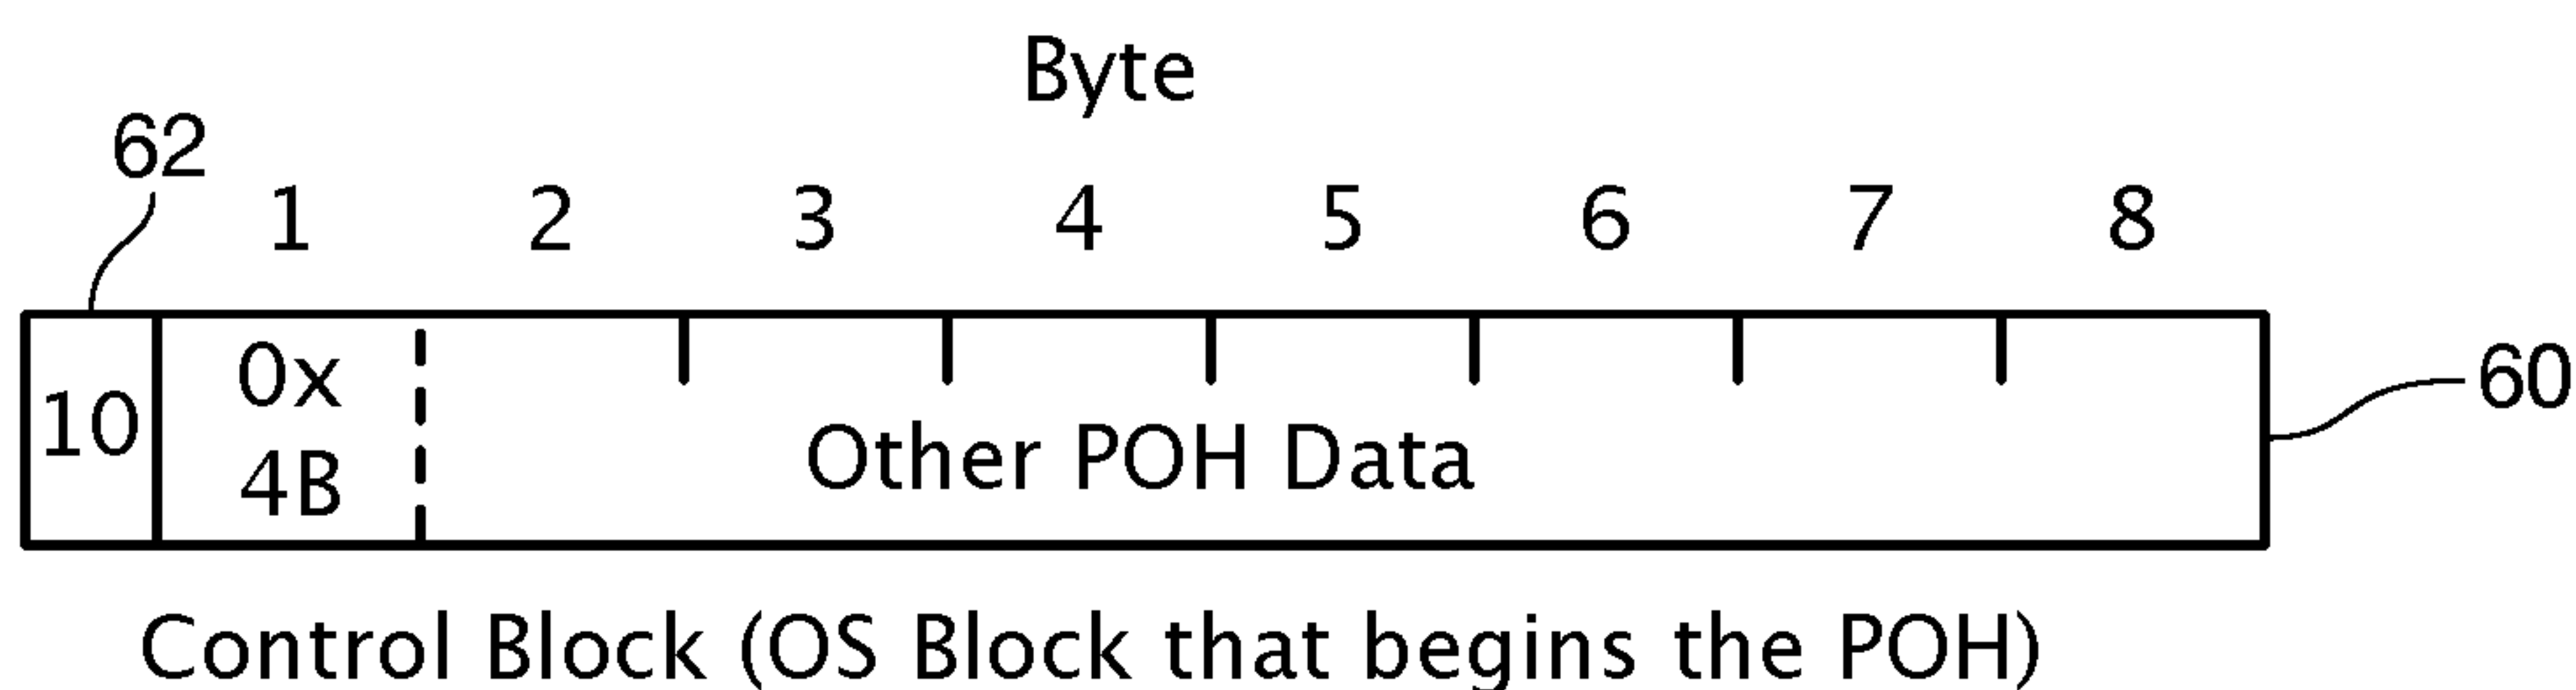 Byte
62
1 2 3 4 5 6 7 8
10
0x
4B
Other POH Data
60
Control Block (OS Block that begins the POH)